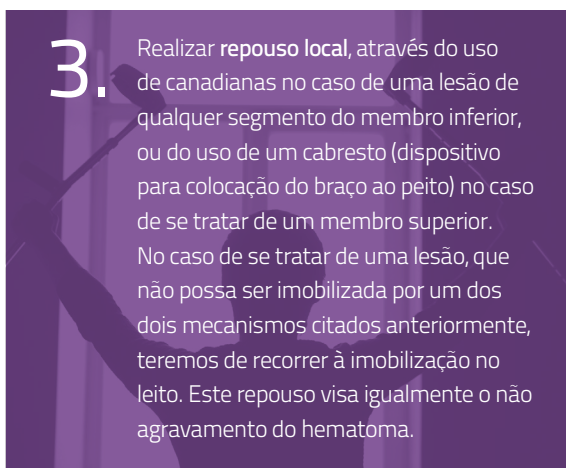 3.
Realizar repouso local, através do uso
de canadianas no caso de uma lesão de
qualquer segmento do membro inferior,
ou do uso de um cabresto (dispositivo
para colocação do braço ao peito) no caso
de se tratar de um membro superior.
No caso de se tratar de uma lesão, que
não possa ser imobilizada por um dos
dois mecanismos citados anteriormente,
teremos de recorrer à imobilização no
leito. Este repouso visa igualmente o não
agravamento do hematoma.